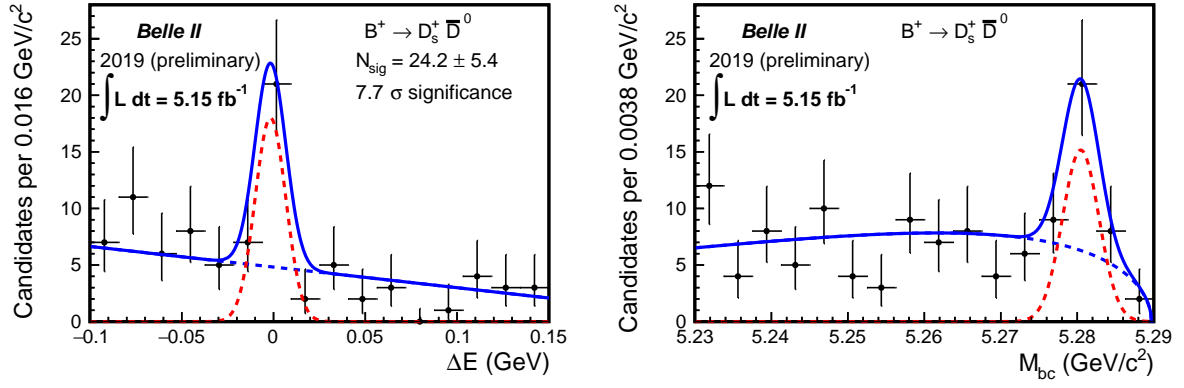 Candidates per 0.016 GeV/c²
25
20
15
10
5
0
Belle II
2019 (preliminary)
∫ L dt = 5.15 fb⁻¹
B⁺ → D_s⁺ D̅⁰
N_sig = 24.2 ± 5.4
7.7 σ significance
−0.1 −0.05 0 0.05 0.1 0.15
ΔE (GeV)
Candidates per 0.0038 GeV/c²
25
20
15
10
5
0
Belle II
2019 (preliminary)
∫ L dt = 5.15 fb⁻¹
B⁺ → D_s⁺ D̅⁰
5.23 5.24 5.25 5.26 5.27 5.28 5.29
M_bc (GeV/c²)